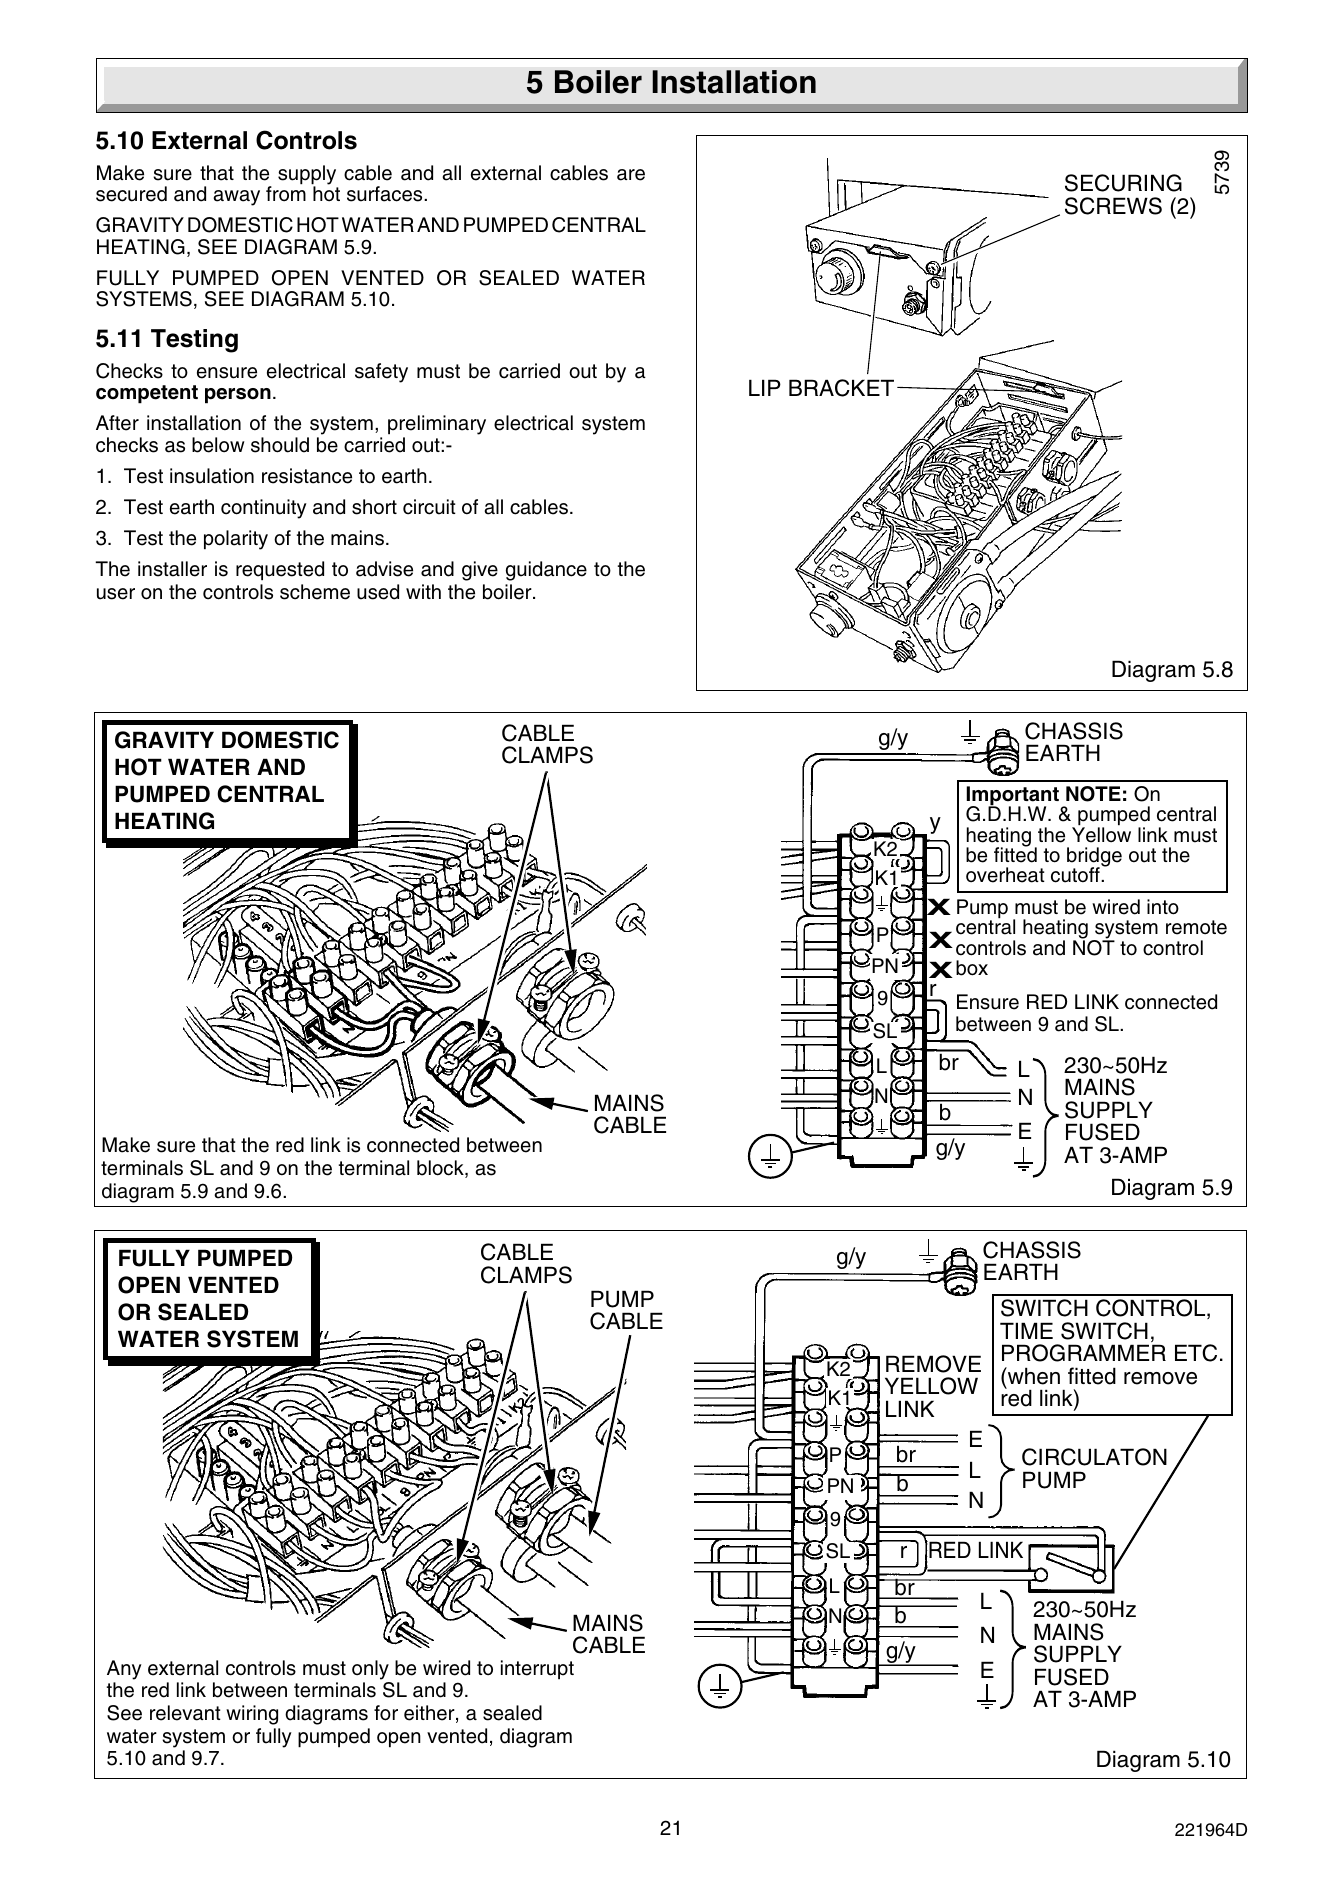 5 Boiler Installation
5.10 External Controls
Make sure that the supply cable and all external cables are
secured and away from hot surfaces.
GRAVITY DOMESTIC HOT WATER AND PUMPED CENTRAL
HEATING, SEE DIAGRAM 5.9.
FULLY PUMPED OPEN VENTED OR SEALED WATER
SYSTEMS, SEE DIAGRAM 5.10.
5.11 Testing
Checks to ensure electrical safety must be carried out by a
competent person.
After installation of the system, preliminary electrical system
checks as below should be carried out:-
1. Test insulation resistance to earth.
2. Test earth continuity and short circuit of all cables.
3. Test the polarity of the mains.
The installer is requested to advise and give guidance to the
user on the controls scheme used with the boiler.
5739
SECURING
SCREWS (2)
LIP BRACKET
Diagram 5.8
GRAVITY DOMESTIC
HOT WATER AND
PUMPED CENTRAL
HEATING
CABLE
CLAMPS
MAINS
CABLE
Make sure that the red link is connected between
terminals SL and 9 on the terminal block, as
diagram 5.9 and 9.6.
g/y
CHASSIS
EARTH
Important NOTE: On
G.D.H.W. & pumped central
heating the Yellow link must
be fitted to bridge out the
overheat cutoff.
y
K2
K1
P
PN
9
SL
L
N
X Pump must be wired into
central heating system remote
X controls and NOT to control
X box
r
Ensure RED LINK connected
between 9 and SL.
br
b
g/y
L
N
E
230~50Hz
MAINS
SUPPLY
FUSED
AT 3-AMP
Diagram 5.9
FULLY PUMPED
OPEN VENTED
OR SEALED
WATER SYSTEM
CABLE
CLAMPS
PUMP
CABLE
MAINS
CABLE
Any external controls must only be wired to interrupt
the red link between terminals SL and 9.
See relevant wiring diagrams for either, a sealed
water system or fully pumped open vented, diagram
5.10 and 9.7.
g/y
CHASSIS
EARTH
SWITCH CONTROL,
TIME SWITCH,
PROGRAMMER ETC.
(when fitted remove
red link)
K2
K1
P
PN
9
SL
L
N
REMOVE
YELLOW
LINK
br
b
E
L
N
CIRCULATON
PUMP
r
RED LINK
br
b
g/y
L
N
E
230~50Hz
MAINS
SUPPLY
FUSED
AT 3-AMP
Diagram 5.10
21
221964D